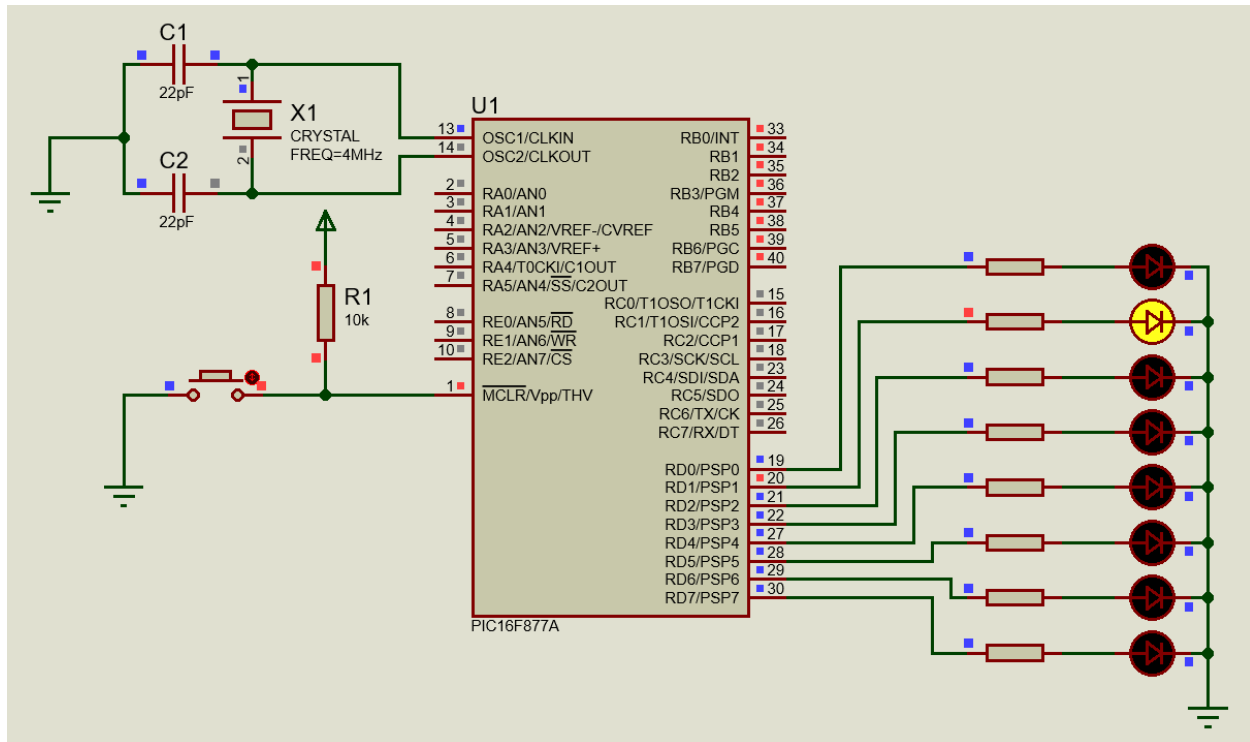 C1
22pF
1
X1
CRYSTAL
FREQ=4MHz
2
C2
22pF
R1
10k
U1
13 OSC1/CLKIN
14 OSC2/CLKOUT
2 RA0/AN0
3 RA1/AN1
4 RA2/AN2/VREF-/CVREF
5 RA3/AN3/VREF+
6 RA4/T0CKI/C1OUT
7 RA5/AN4/SS/C2OUT
8 RE0/AN5/RD
9 RE1/AN6/WR
10 RE2/AN7/CS
1 MCLR/Vpp/THV
RB0/INT 33
RB1 34
RB2 35
RB3/PGM 36
RB4 37
RB5 38
RB6/PGC 39
RB7/PGD 40
RC0/T1OSO/T1CKI 15
RC1/T1OSI/CCP2 16
RC2/CCP1 17
RC3/SCK/SCL 18
RC4/SDI/SDA 23
RC5/SDO 24
RC6/TX/CK 25
RC7/RX/DT 26
RD0/PSP0 19
RD1/PSP1 20
RD2/PSP2 21
RD3/PSP3 22
RD4/PSP4 27
RD5/PSP5 28
RD6/PSP6 29
RD7/PSP7 30
PIC16F877A